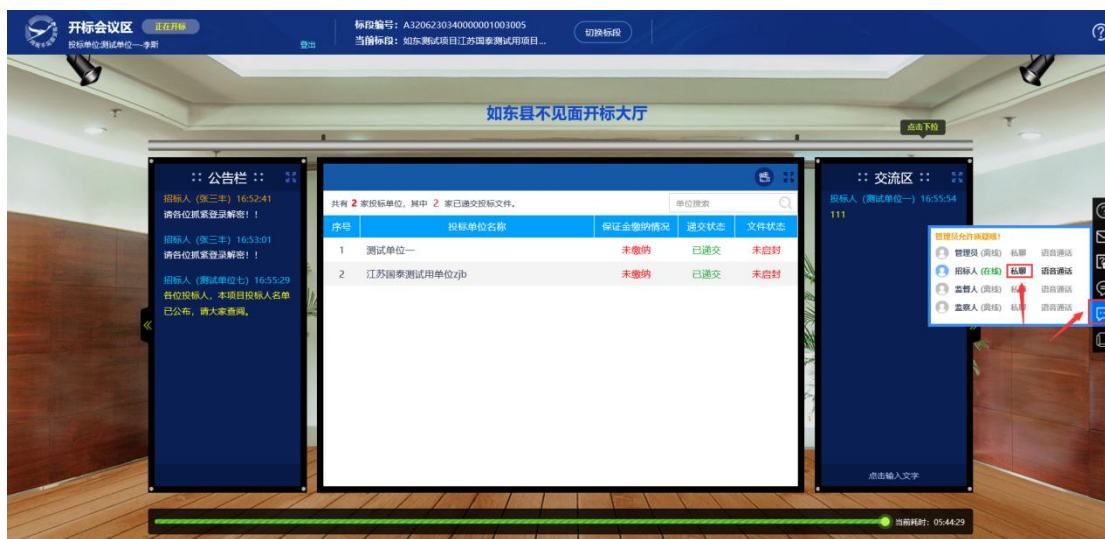 开标会议区 正在开标
投标单位:测试单位一-李斯
登出
标段编号：A3206230340000001003005
当前标段：如东测试项目江苏国泰测试用项目...
切换标段
如东县不见面开标大厅
点击下拉
:: 公告栏 ::
招标人（张三丰）16:52:41
请各位抓紧登录解密！！
招标人（张三丰）16:53:01
请各位抓紧登录解密！！
招标人（测试单位七）16:55:29
各位投标人，本项目投标人名单
已公布，请大家查阅。
共有 2 家投标单位，其中 2 家已递交投标文件。
单位搜索
序号 投标单位名称 保证金缴纳情况 递交状态 文件状态
1 测试单位一 未缴纳 已递交 未启封
2 江苏国泰测试用单位zjb 未缴纳 已递交 未启封
:: 交流区 ::
投标人（测试单位一）16:55:54
111
管理员允许质疑哦！
管理员 (离线) 私聊 语音通话
招标人 (在线) 私聊 语音通话
监督人 (离线) 私聊 语音通话
监察人 (离线) 私聊 语音通话
点击输入文字
当前耗时：05:44:29